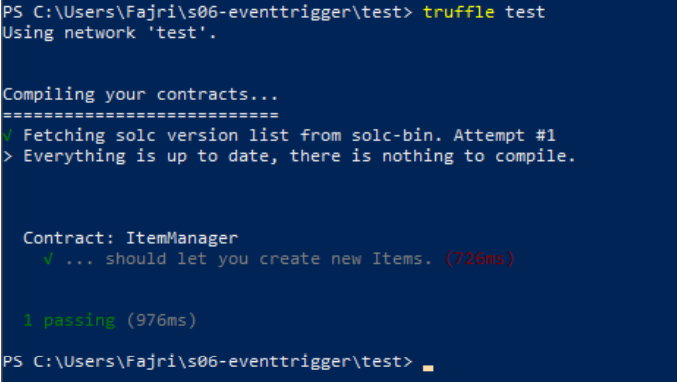 PS C:\Users\Fajri\s06-eventtrigger\test> truffle test
Using network 'test'.
Compiling your contracts...
===========================
√ Fetching solc version list from solc-bin. Attempt #1
> Everything is up to date, there is nothing to compile.
Contract: ItemManager
√ ... should let you create new Items. (726ms)
1 passing (976ms)
PS C:\Users\Fajri\s06-eventtrigger\test>